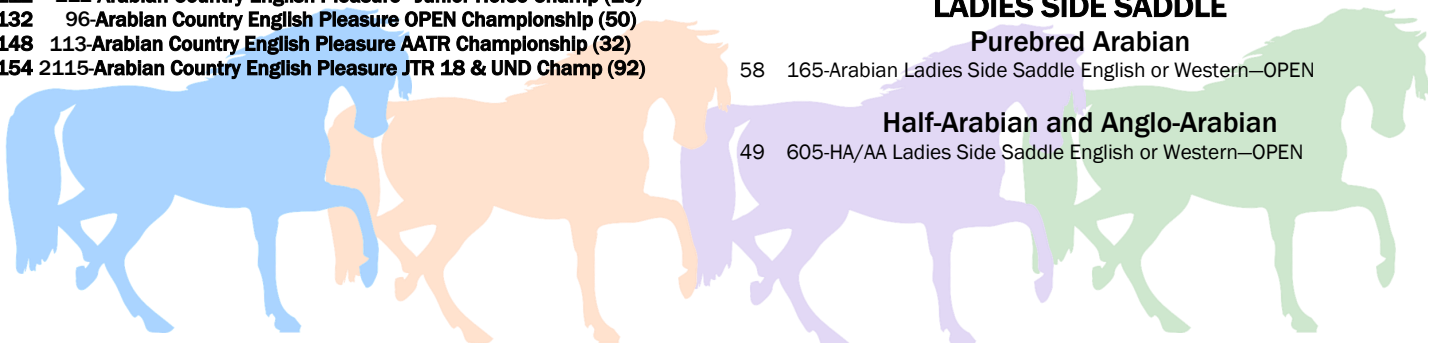 132 96-Arabian Country English Pleasure OPEN Championship (50)
148 113-Arabian Country English Pleasure AATR Championship (32)
154 2115-Arabian Country English Pleasure JTR 18 & UND Champ (92)
LADIES SIDE SADDLE
Purebred Arabian
58 165-Arabian Ladies Side Saddle English or Western—OPEN
Half-Arabian and Anglo-Arabian
49 605-HA/AA Ladies Side Saddle English or Western—OPEN